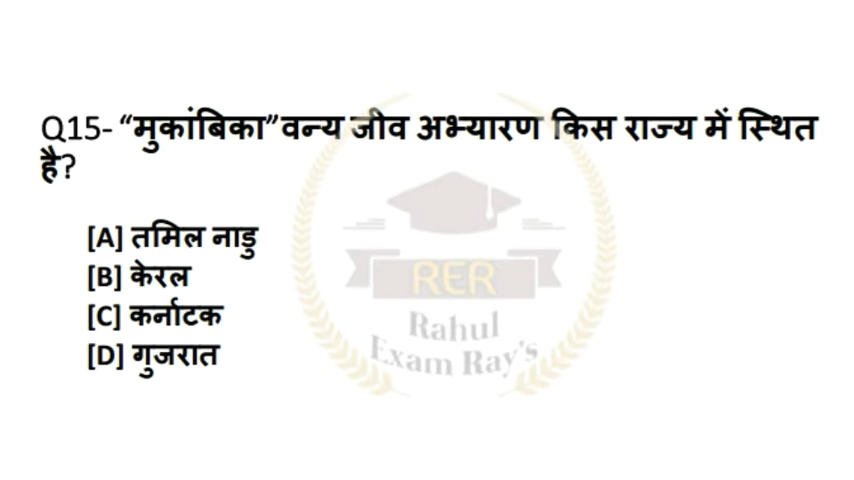 Q15- “मुकांबिका”वन्य जीव अभ्यारण किस राज्य में स्थित
है?
[A] तमिल नाडु
[B] केरल
[C] कर्नाटक
[D] गुजरात
RER
Rahul
Exam Ray's